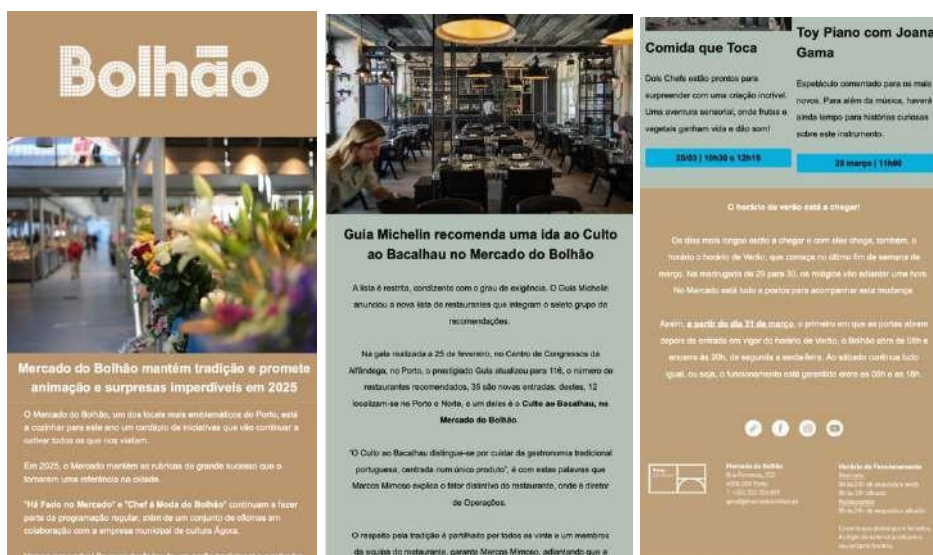 Bolhão
Mercado do Bolhão mantém tradição e promete
animação e surpresas imperdíveis em 2025
O Mercado do Bolhão, um dos locais mais emblemáticos do Porto, está
a cozinhar para este ano um cardápio de iniciativas que vão continuar a
cativar todos os que nos visitam.
Em 2025, o Mercado mantém as rubricas de grande sucesso que o
tornaram uma referência na cidade.
"Há Fado no Mercado" e "Chef à Moda do Bolhão" continuam a fazer
parte da programação regular, além de um conjunto de oficinas em
colaboração com a empresa municipal de cultura Ágora.
Guia Michelin recomenda uma ida ao Culto
ao Bacalhau no Mercado do Bolhão
A lista é restrita, condizente com o grau de exigência. O Guia Michelin
anunciou a nova lista de restaurantes que integram o seleto grupo de
recomendações.
Na gala realizada a 25 de fevereiro, no Centro de Congressos da
Alfândega, no Porto, o prestigiado Guia atualizou para 116, o número de
restaurantes recomendados, 35 são novas entradas, destes, 12
localizam-se no Porto e Norte, e um deles é o Culto ao Bacalhau, no
Mercado do Bolhão
"O Culto ao Bacalhau distingue-se por cuidar da gastronomia tradicional
portuguesa, centrada num único produto", é com estas palavras que
Marcos Mimoso explica o fator distintivo do restaurante, onde é diretor
de Operações.
O respeito pela tradição é partilhado por todos os vinte e um membros
da equipa do restaurante, garante Marcos Mimoso, adiantando que a
Comida que Toca
Dois Chefs estão prontos para
surpreender com uma criação incrível.
Uma aventura sensorial, onde frutas e
vegetais ganham vida e dão som!
10h30 e 12h15
Toy Piano com Joana
Gama
Espetáculo comentado para os mais
novos. Para além da música, haverá
ainda tempo para histórias curiosas
sobre este instrumento.
29 março | 11h00
O horário de verão está a chegar!
Os dias mais longos estão a chegar e com eles chega, também, o
horário o horário de Verão, que começa no último fim de semana de
março. Na madrugada de 29 para 30, os relógios vão adiantar uma hora.
No Mercado está tudo a postos para acompanhar esta mudança.
Assim, a partir do dia 31 de março, o primeiro em que as portas abrem
depois da entrada em vigor do horário de Verão, o Bolhão abre às 08h e
encerra às 20h, de segunda a sexta-feira. Ao sábado continua tudo
igual, ou seja, o funcionamento está garantido entre as 08h e as 18h.
Mercado do Bolhão
Horário de Funcionamento
Mercado
Restaurantes